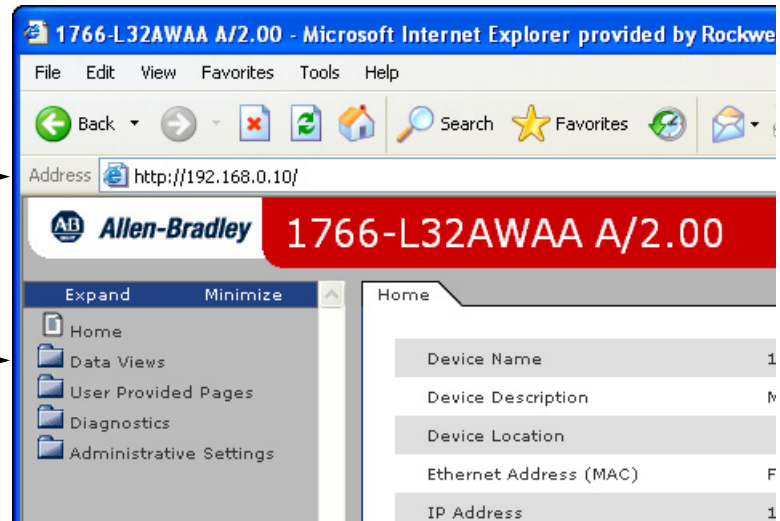 1766-L32AWAA A/2.00 - Microsoft Internet Explorer provided by Rockwe
File Edit View Favorites Tools Help
Back Search Favorites
Address http://192.168.0.10/
AB Allen-Bradley 1766-L32AWAA A/2.00
Expand Minimize Home
Home
Data Views
User Provided Pages
Diagnostics
Administrative Settings
Device Name 1
Device Description M
Device Location
Ethernet Address (MAC) F
IP Address 1